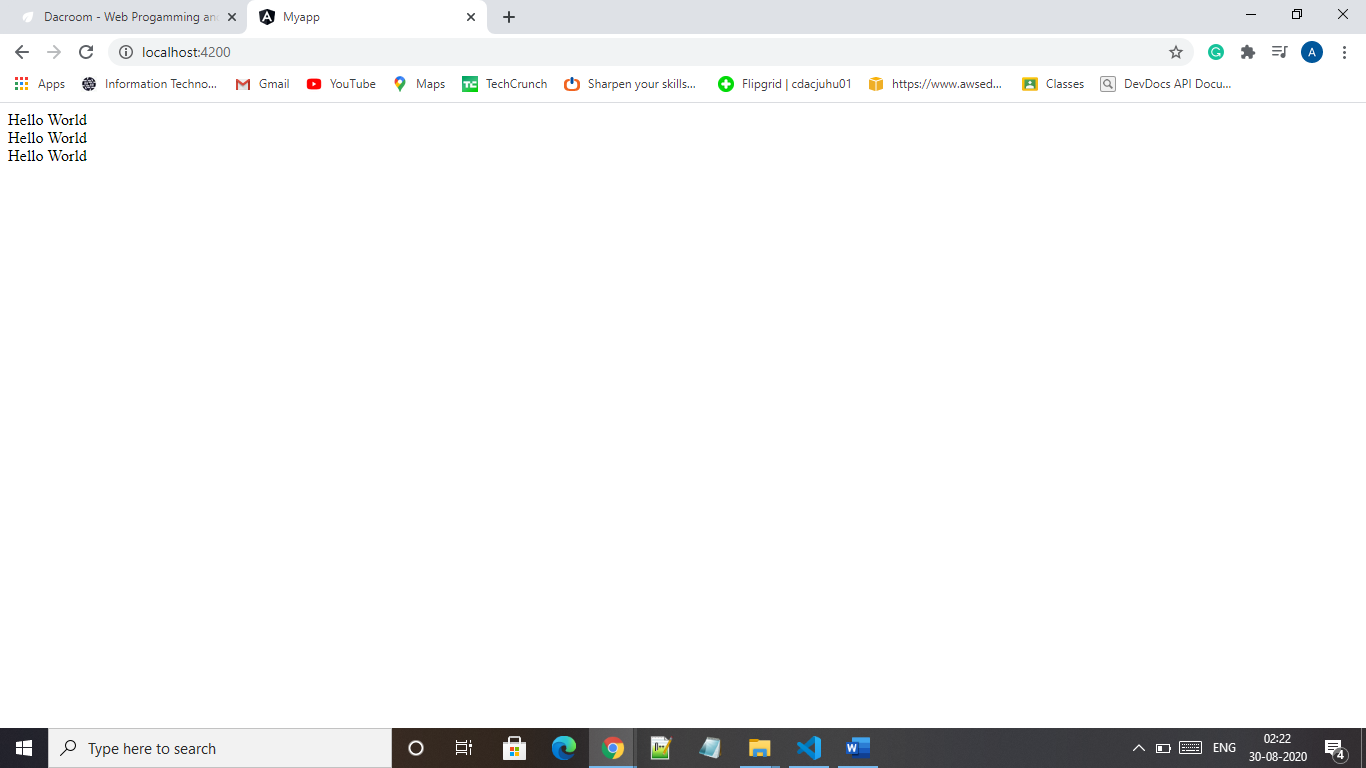 Dacroom - Web Progamming an
Myapp
localhost:4200
A
Apps
Information Techno...
Gmail
YouTube
Maps
TC
TechCrunch
Sharpen your skills...
Flipgrid | cdacjuhu01
https://www.awsed...
Classes
DevDocs API Docu...
Hello World
Hello World
Hello World
Type here to search
W
ENG
02:22
30-08-2020
4